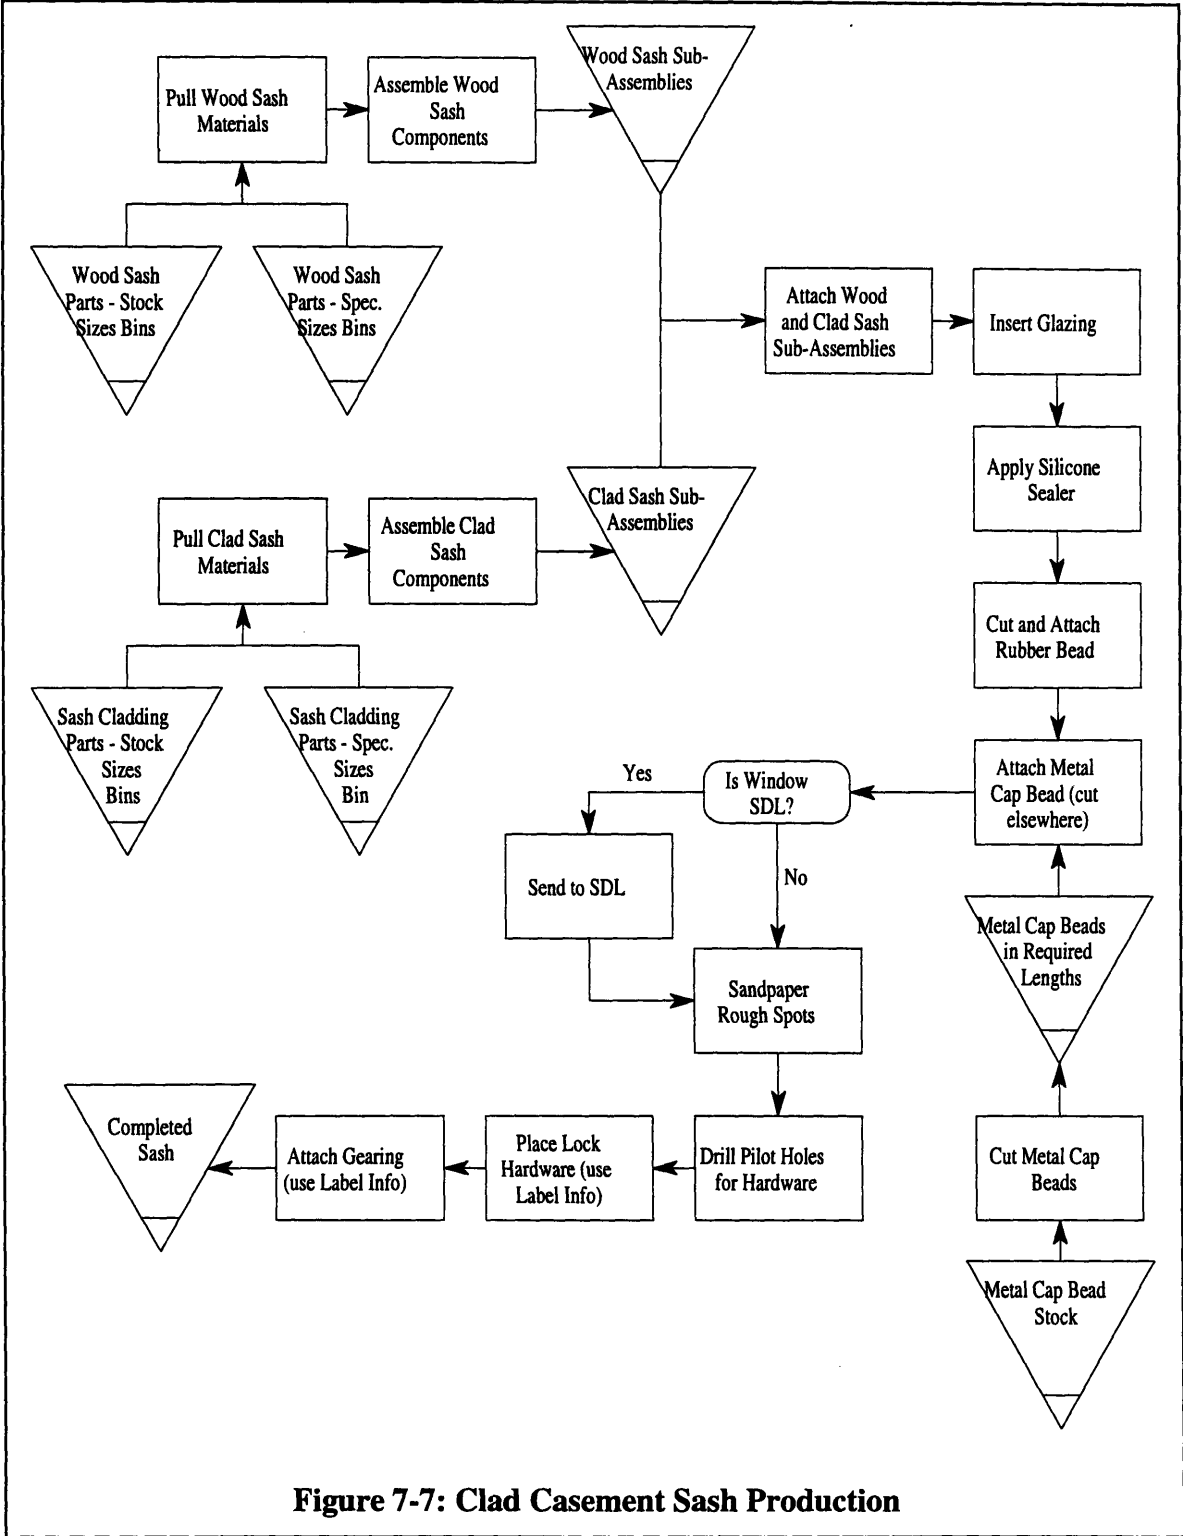 Wood Sash Sub-
Assemblies
Pull Wood Sash
Materials
Assemble Wood
Sash
Components
Wood Sash
Parts - Stock
Sizes Bins
Wood Sash
Parts - Spec.
Sizes Bins
Attach Wood
and Clad Sash
Sub-Assemblies
Insert Glazing
Apply Silicone
Sealer
Clad Sash Sub-
Assemblies
Pull Clad Sash
Materials
Assemble Clad
Sash
Components
Cut and Attach
Rubber Bead
Sash Cladding
Parts - Stock
Sizes
Bins
Sash Cladding
Parts - Spec.
Sizes
Bin
Attach Metal
Cap Bead (cut
elsewhere)
Is Window
SDL?
Yes
No
Send to SDL
Metal Cap Beads
in Required
Lengths
Sandpaper
Rough Spots
Completed
Sash
Attach Gearing
(use Label Info)
Place Lock
Hardware (use
Label Info)
Drill Pilot Holes
for Hardware
Cut Metal Cap
Beads
Metal Cap Bead
Stock
Figure 7-7: Clad Casement Sash Production